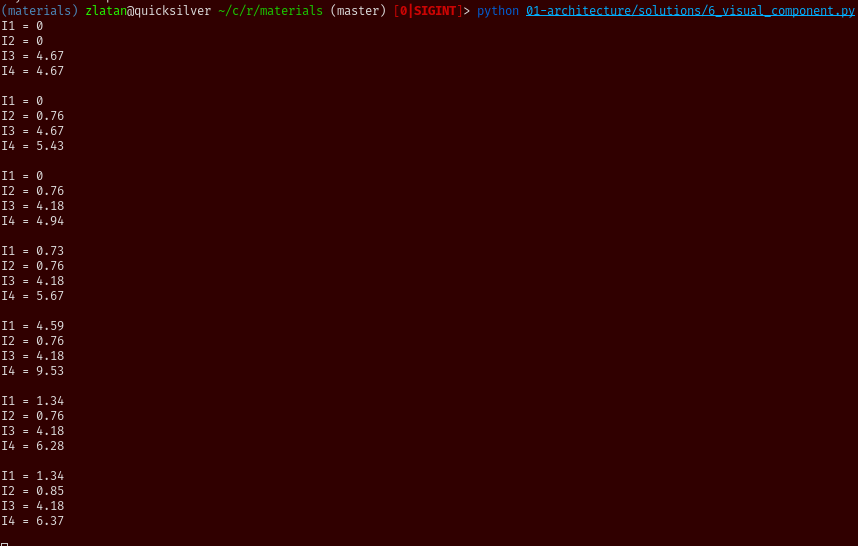 (materials) zlatan@quicksilver ~/c/r/materials (master) [0|SIGINT]> python 01-architecture/solutions/6_visual_component.py
I1 = 0
I2 = 0
I3 = 4.67
I4 = 4.67

I1 = 0
I2 = 0.76
I3 = 4.67
I4 = 5.43

I1 = 0
I2 = 0.76
I3 = 4.18
I4 = 4.94

I1 = 0.73
I2 = 0.76
I3 = 4.18
I4 = 5.67

I1 = 4.59
I2 = 0.76
I3 = 4.18
I4 = 9.53

I1 = 1.34
I2 = 0.76
I3 = 4.18
I4 = 6.28

I1 = 1.34
I2 = 0.85
I3 = 4.18
I4 = 6.37